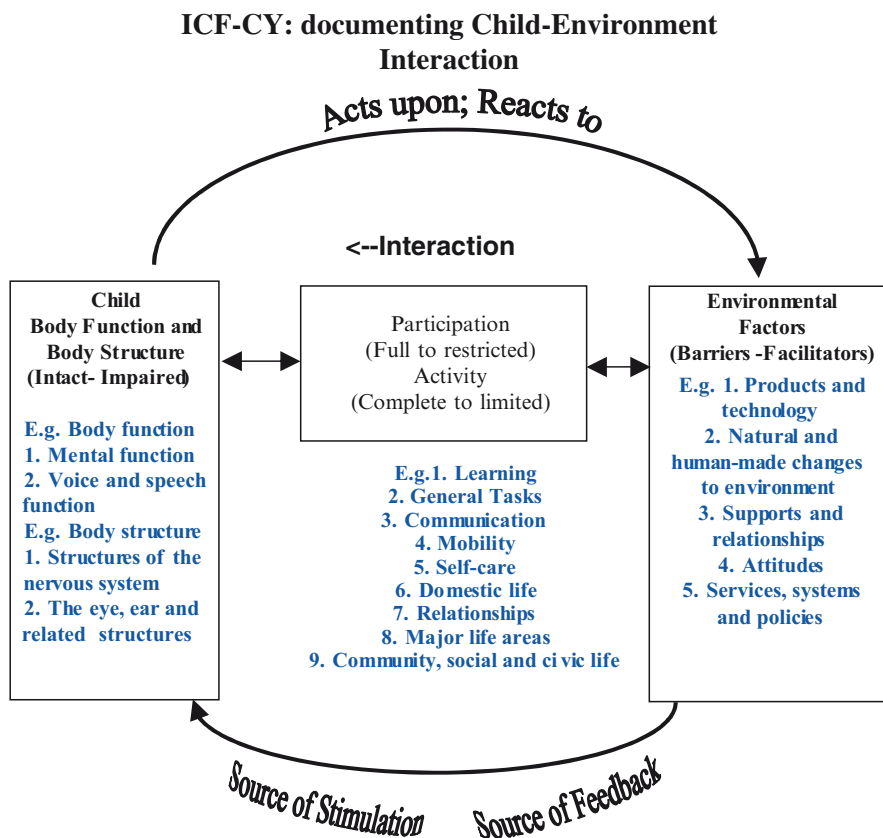 ICF-CY: documenting Child-Environment
Interaction
Acts upon; Reacts to
<--Interaction
Child
Body Function and
Body Structure
(Intact- Impaired)
E.g. Body function
1. Mental function
2. Voice and speech
function
E.g. Body structure
1. Structures of the
nervous system
2. The eye, ear and
related structures
Participation
(Full to restricted)
Activity
(Complete to limited)
E.g.1. Learning
2. General Tasks
3. Communication
4. Mobility
5. Self-care
6. Domestic life
7. Relationships
8. Major life areas
9. Community, social and civic life
Environmental
Factors
(Barriers -Facilitators)
E.g. 1. Products and
technology
2. Natural and
human-made changes
to environment
3. Supports and
relationships
4. Attitudes
5. Services, systems
and policies
Source of Stimulation
Source of Feedback